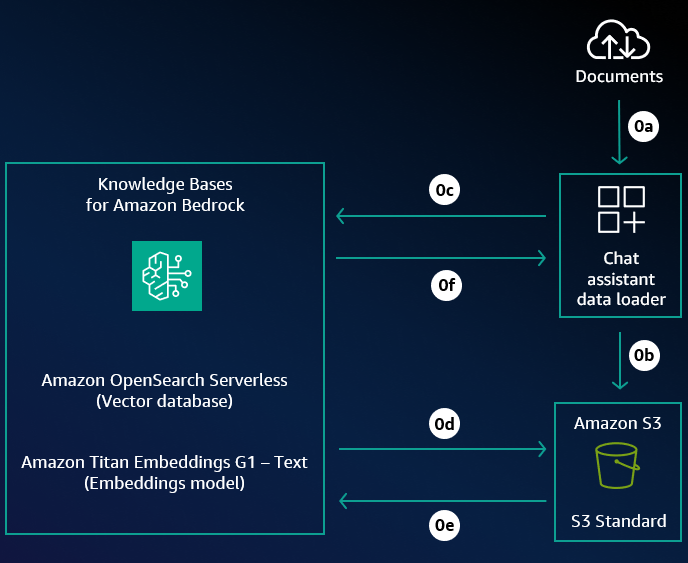 Documents
0a
Knowledge Bases
for Amazon Bedrock
0c
0f
Chat
assistant
data loader
0b
Amazon OpenSearch Serverless
(Vector database)
0d
Amazon S3
Amazon Titan Embeddings G1 – Text
(Embeddings model)
0e
S3 Standard